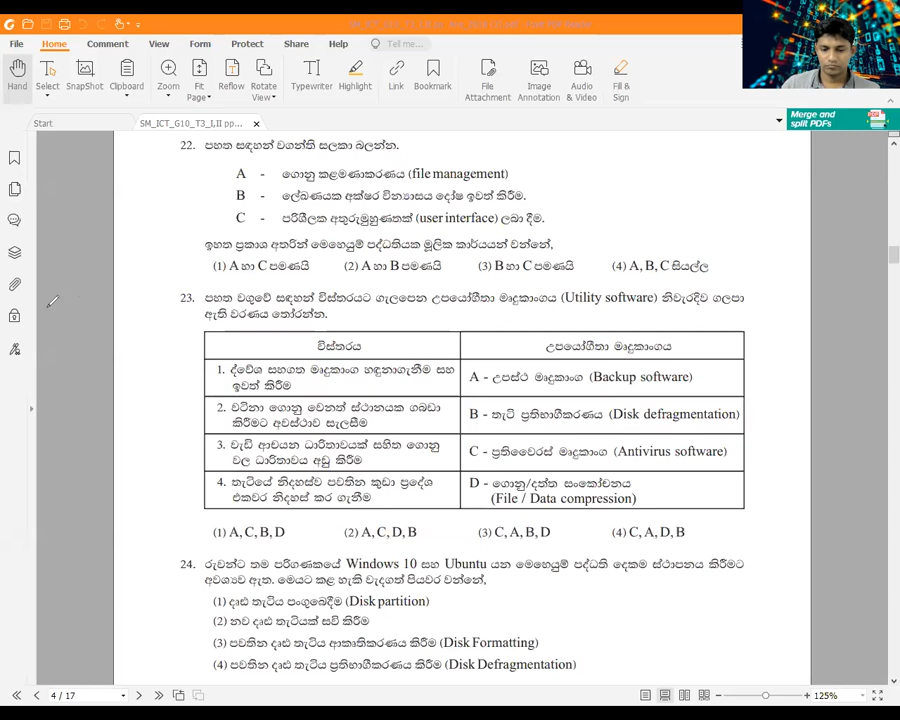 File Home Comment View Form Protect Share Help Tell me...
Hand Select SnapShot Clipboard Zoom Fit Page Reflow Rotate View Typewriter Highlight Link Bookmark File Attachment Image Annotation Audio & Video Fill & Sign
Start SM_ICT_G10_T3_I,II pp... Merge and split PDFs
22. පහත සඳහන් වගන්ති සලකා බලන්න.
A - ගොනු කළමණාකරණය (file management)
B - ලේඛණයක අක්ෂර වින්‍යාසය දෝෂ ඉවත් කිරීම.
C - පරිශීලක අතුරුමුහුණතක් (user interface) ලබා දීම.
ඉහත ප්‍රකාශ අතරින් මෙහෙයුම් පද්ධතියක මූලික කාර්යයන් වන්නේ,
(1) A හා C පමණයි (2) A හා B පමණයි (3) B හා C පමණයි (4) A, B, C සියල්ල
23. පහත වගුවේ සඳහන් විස්තරයට ගැලපෙන උපයෝගීතා මෘදුකාංගය (Utility software) නිවැරදිව ගලපා
ඇති වරණය තෝරන්න.
විස්තරය උපයෝගීතා මෘදුකාංගය
1. ද්වේශ සහගත මෘදුකාංග හඳුනාගැනීම සහ
ඉවත් කිරීම
A - උපස්ථ මෘදුකාංග (Backup software)
2. වටිනා ගොනු වෙනත් ස්ථානයක ගබඩා
කිරීමට අවස්ථාව සැලසීම
B - තැටි ප්‍රතිභාගීකරණය (Disk defragmentation)
3. වැඩි ආචයන ධාරිතාවයක් සහිත ගොනු
වල ධාරිතාවය අඩු කිරීම
C - ප්‍රතිවෛරස් මෘදුකාංග (Antivirus software)
4. තැටියේ නිදහස්ව පවතින කුඩා ප්‍රදේශ
එකවර නිදහස් කර ගැනීම
D - ගොනු/දත්ත සංකෝචනය
(File / Data compression)
(1) A, C, B, D (2) A, C, D, B (3) C, A, B, D (4) C, A, D, B
24. රුවන්ට තම පරිගණකයේ Windows 10 සහ Ubuntu යන මෙහෙයුම් පද්ධති දෙකම ස්ථාපනය කිරීමට
අවශ්‍යව ඇත. මෙයට කළ හැකි වැදගත් පියවර වන්නේ,
(1) දෘඪ තැටිය පංගුබෙදීම (Disk partition)
(2) නව දෘඪ තැටියක් සවි කිරීම
(3) පවතින දෘඪ තැටිය ආකෘතිකරණය කිරීම (Disk Formatting)
(4) පවතින දෘඪ තැටිය ප්‍රතිභාගීකරණය කිරීම (Disk Defragmentation)
4 / 17 125%